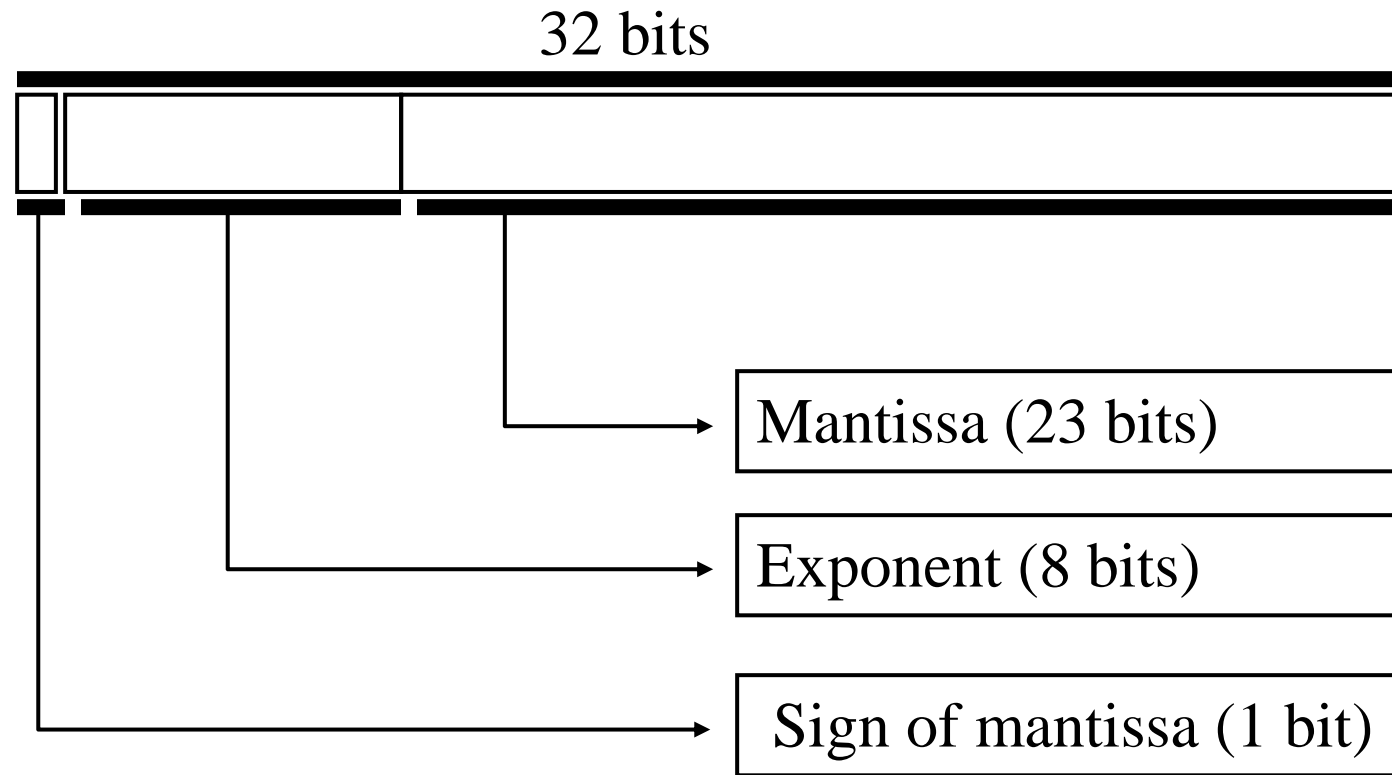 32 bits
Mantissa (23 bits)
Exponent (8 bits)
Sign of mantissa (1 bit)